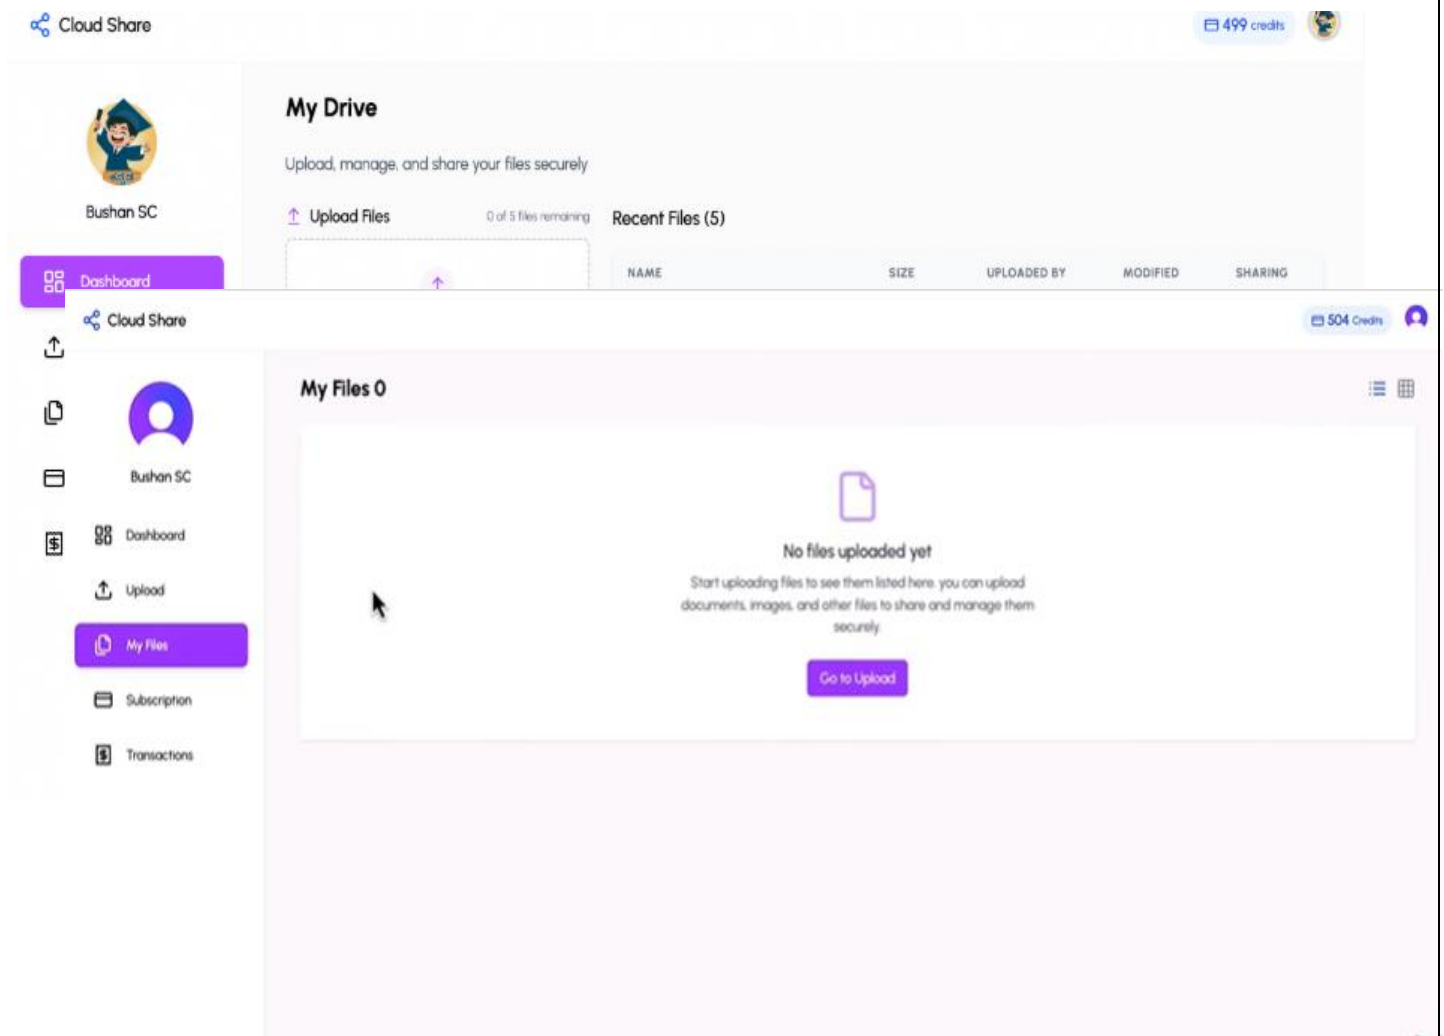 Cloud Share
499 credits
My Drive
Upload, manage, and share your files securely
Bushan SC
Upload Files
0 of 5 files remaining
Recent Files (5)
Dashboard
NAME SIZE UPLOADED BY MODIFIED SHARING
Cloud Share
504 Credits
My Files 0
Bushan SC
Dashboard
Upload
My Files
Subscription
Transactions
No files uploaded yet
Start uploading files to see them listed here. you can upload
documents, images, and other files to share and manage them
securely.
Go to Upload